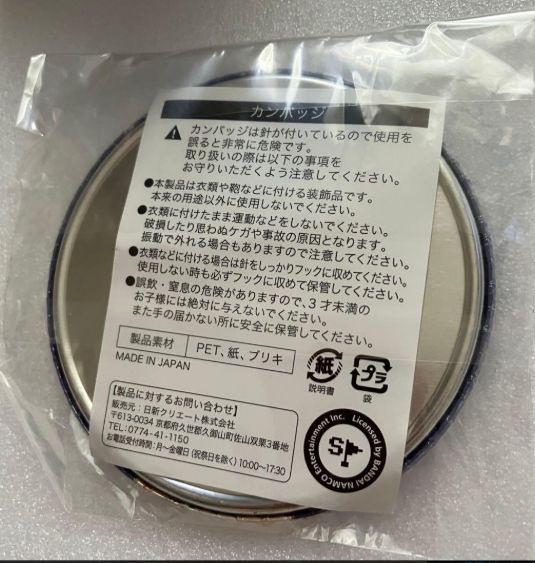 カンバッジ
カンバッジは針が付いているので使用を
誤ると非常に危険です。
取り扱いの際は以下の事項を
お守りいただくよう注意してください。
●本製品は衣類や鞄などに付ける装飾品です。
本来の用途以外に使用しないでください。
●衣類に付けたまま運動などをしないでください。
破損したり思わぬケガや事故の原因となります。
振動で外れる場合もありますので注意してください。
●衣類などに付ける場合は針をしっかりフックに収めてください。
使用しない時も必ずフックに収めて保管してください。
●誤飲・窒息の危険がありますので、3才未満の
お子様には絶対に与えないでください。
また手の届かない所に安全に保管してください。
製品素材 PET、紙、ブリキ
MADE IN JAPAN
紙
説明書
プラ
袋
【製品に対するお問い合わせ】
販売元:日新クリエート株式会社
〒613-0034 京都府久世郡久御山町佐山双栗3番地
TEL:0774-41-1150
お電話受付時間:月〜金曜日(祝祭日を除く)10:00〜17:30
Licensed by BANDAI NAMCO Entertainment Inc.
S